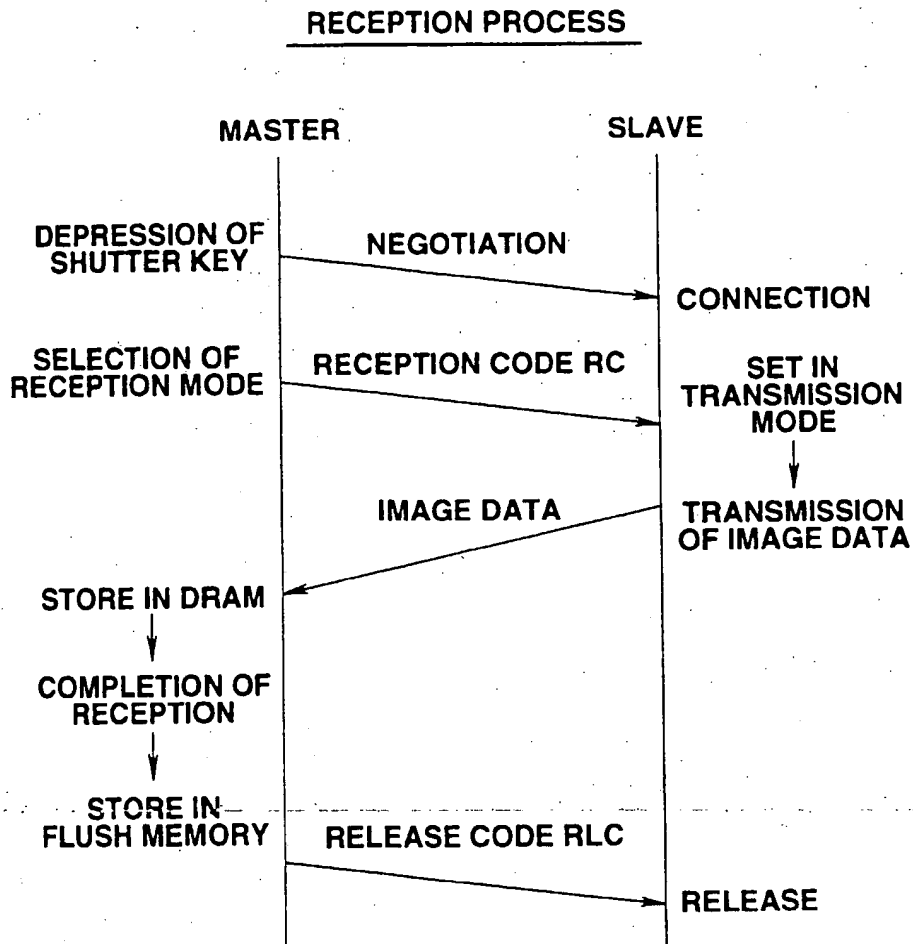 RECEPTION PROCESS
MASTER
SLAVE
DEPRESSION OF
SHUTTER KEY
NEGOTIATION
CONNECTION
SELECTION OF
RECEPTION MODE
RECEPTION CODE RC
SET IN
TRANSMISSION
MODE
IMAGE DATA
TRANSMISSION
OF IMAGE DATA
STORE IN DRAM
COMPLETION OF
RECEPTION
STORE IN
FLUSH MEMORY
RELEASE CODE RLC
RELEASE